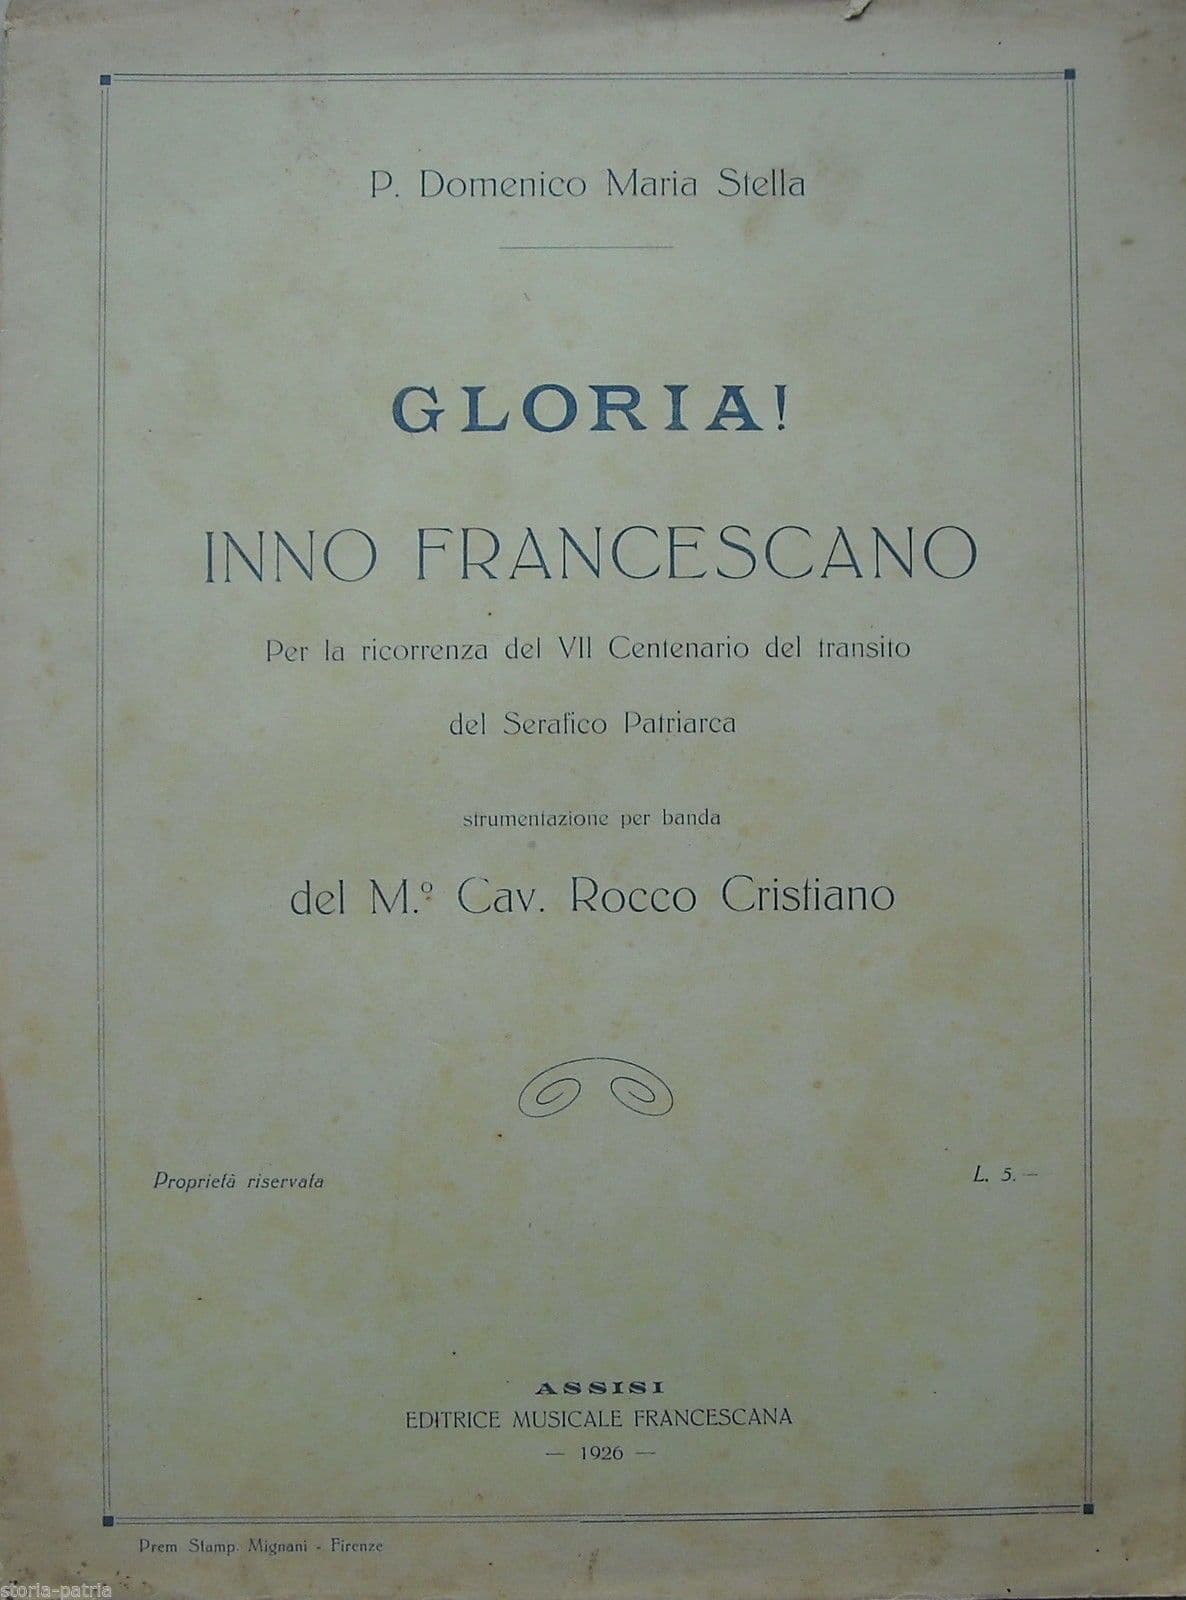 P. Domenico Maria Stella
GLORIA!
INNO FRANCESCANO
Per la ricorrenza del VII Centenario del transito
del Serafico Patriarca
strumentazione per banda
del M.º Cav. Rocco Cristiano
Proprietà riservata
L. 5. —
ASSISI
EDITRICE MUSICALE FRANCESCANA
— 1926 —
Prem Stamp. Mignani - Firenze
storia-patria